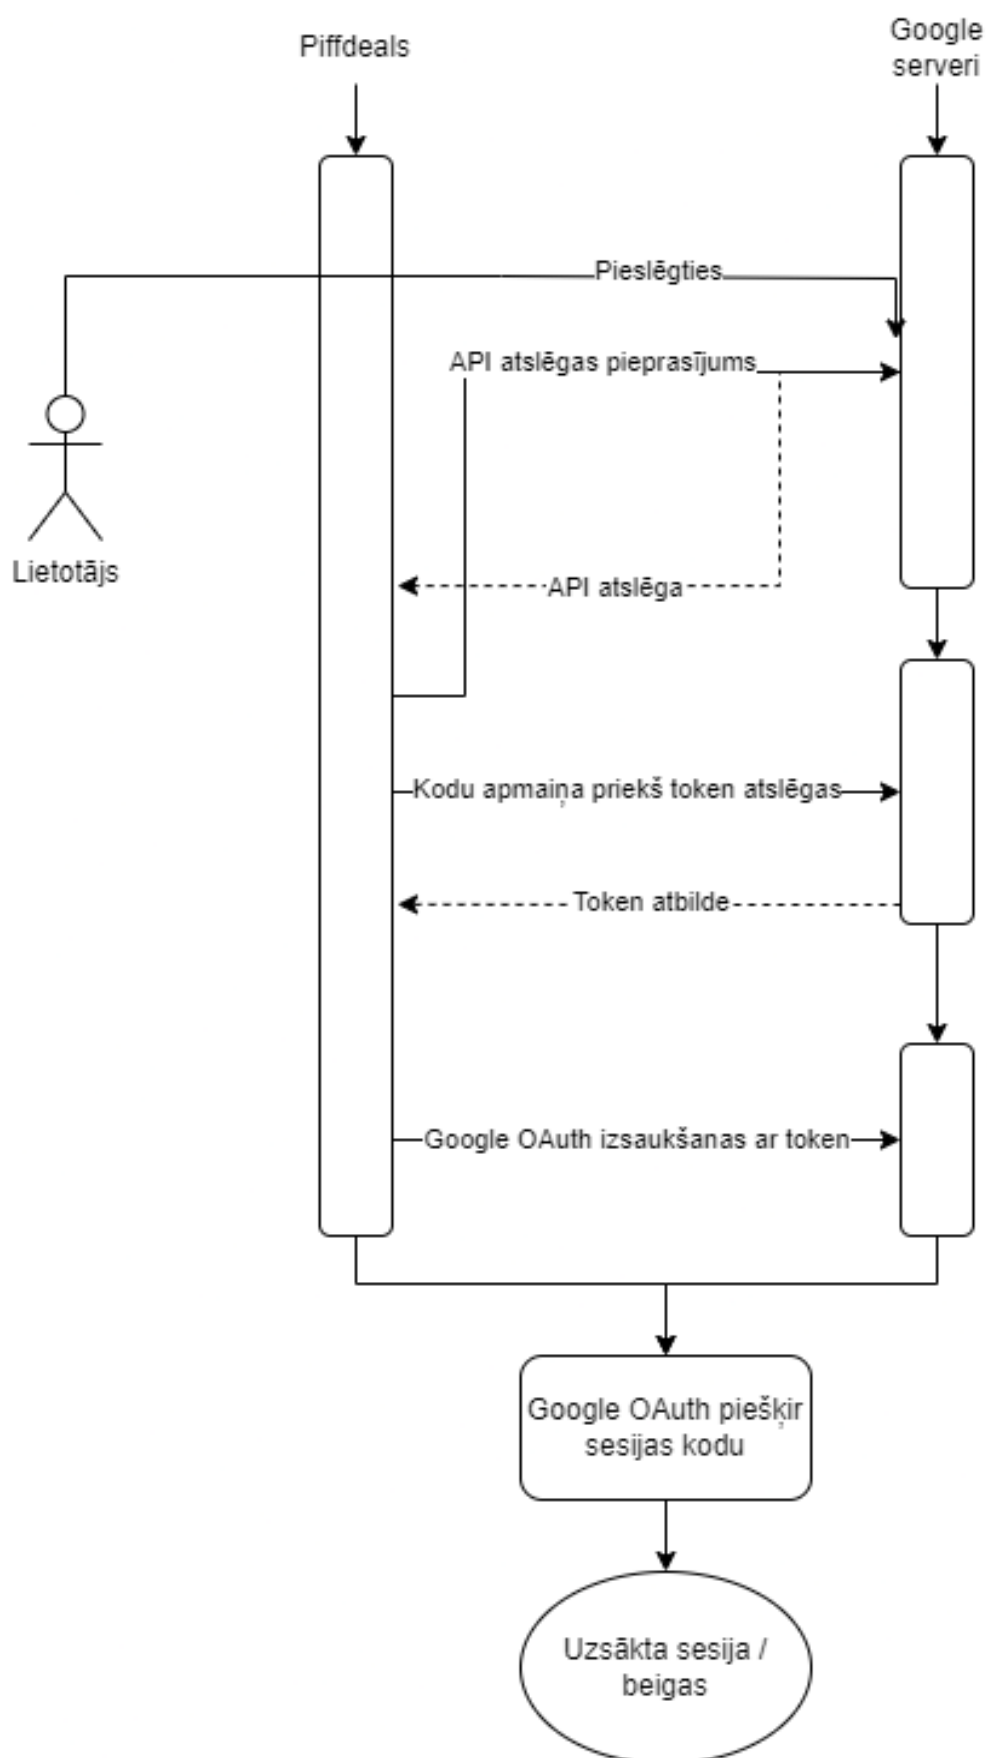 Piffdeals
Google
serveri
Pieslēgties
API atslēgas pieprasījums
Lietotājs
API atslēga
Kodu apmaiņa priekš token atslēgas
Token atbilde
Google OAuth izsaukšanas ar token
Google OAuth piešķir
sesijas kodu
Uzsākta sesija /
beigas